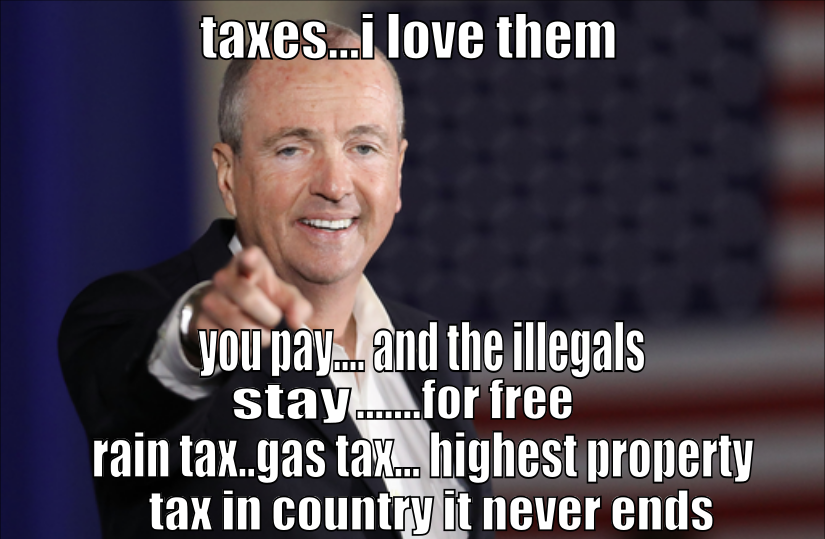 taxes...i love them
you pay.... and the illegals
stay.......for free
rain tax..gas tax... highest property
tax in country it never ends